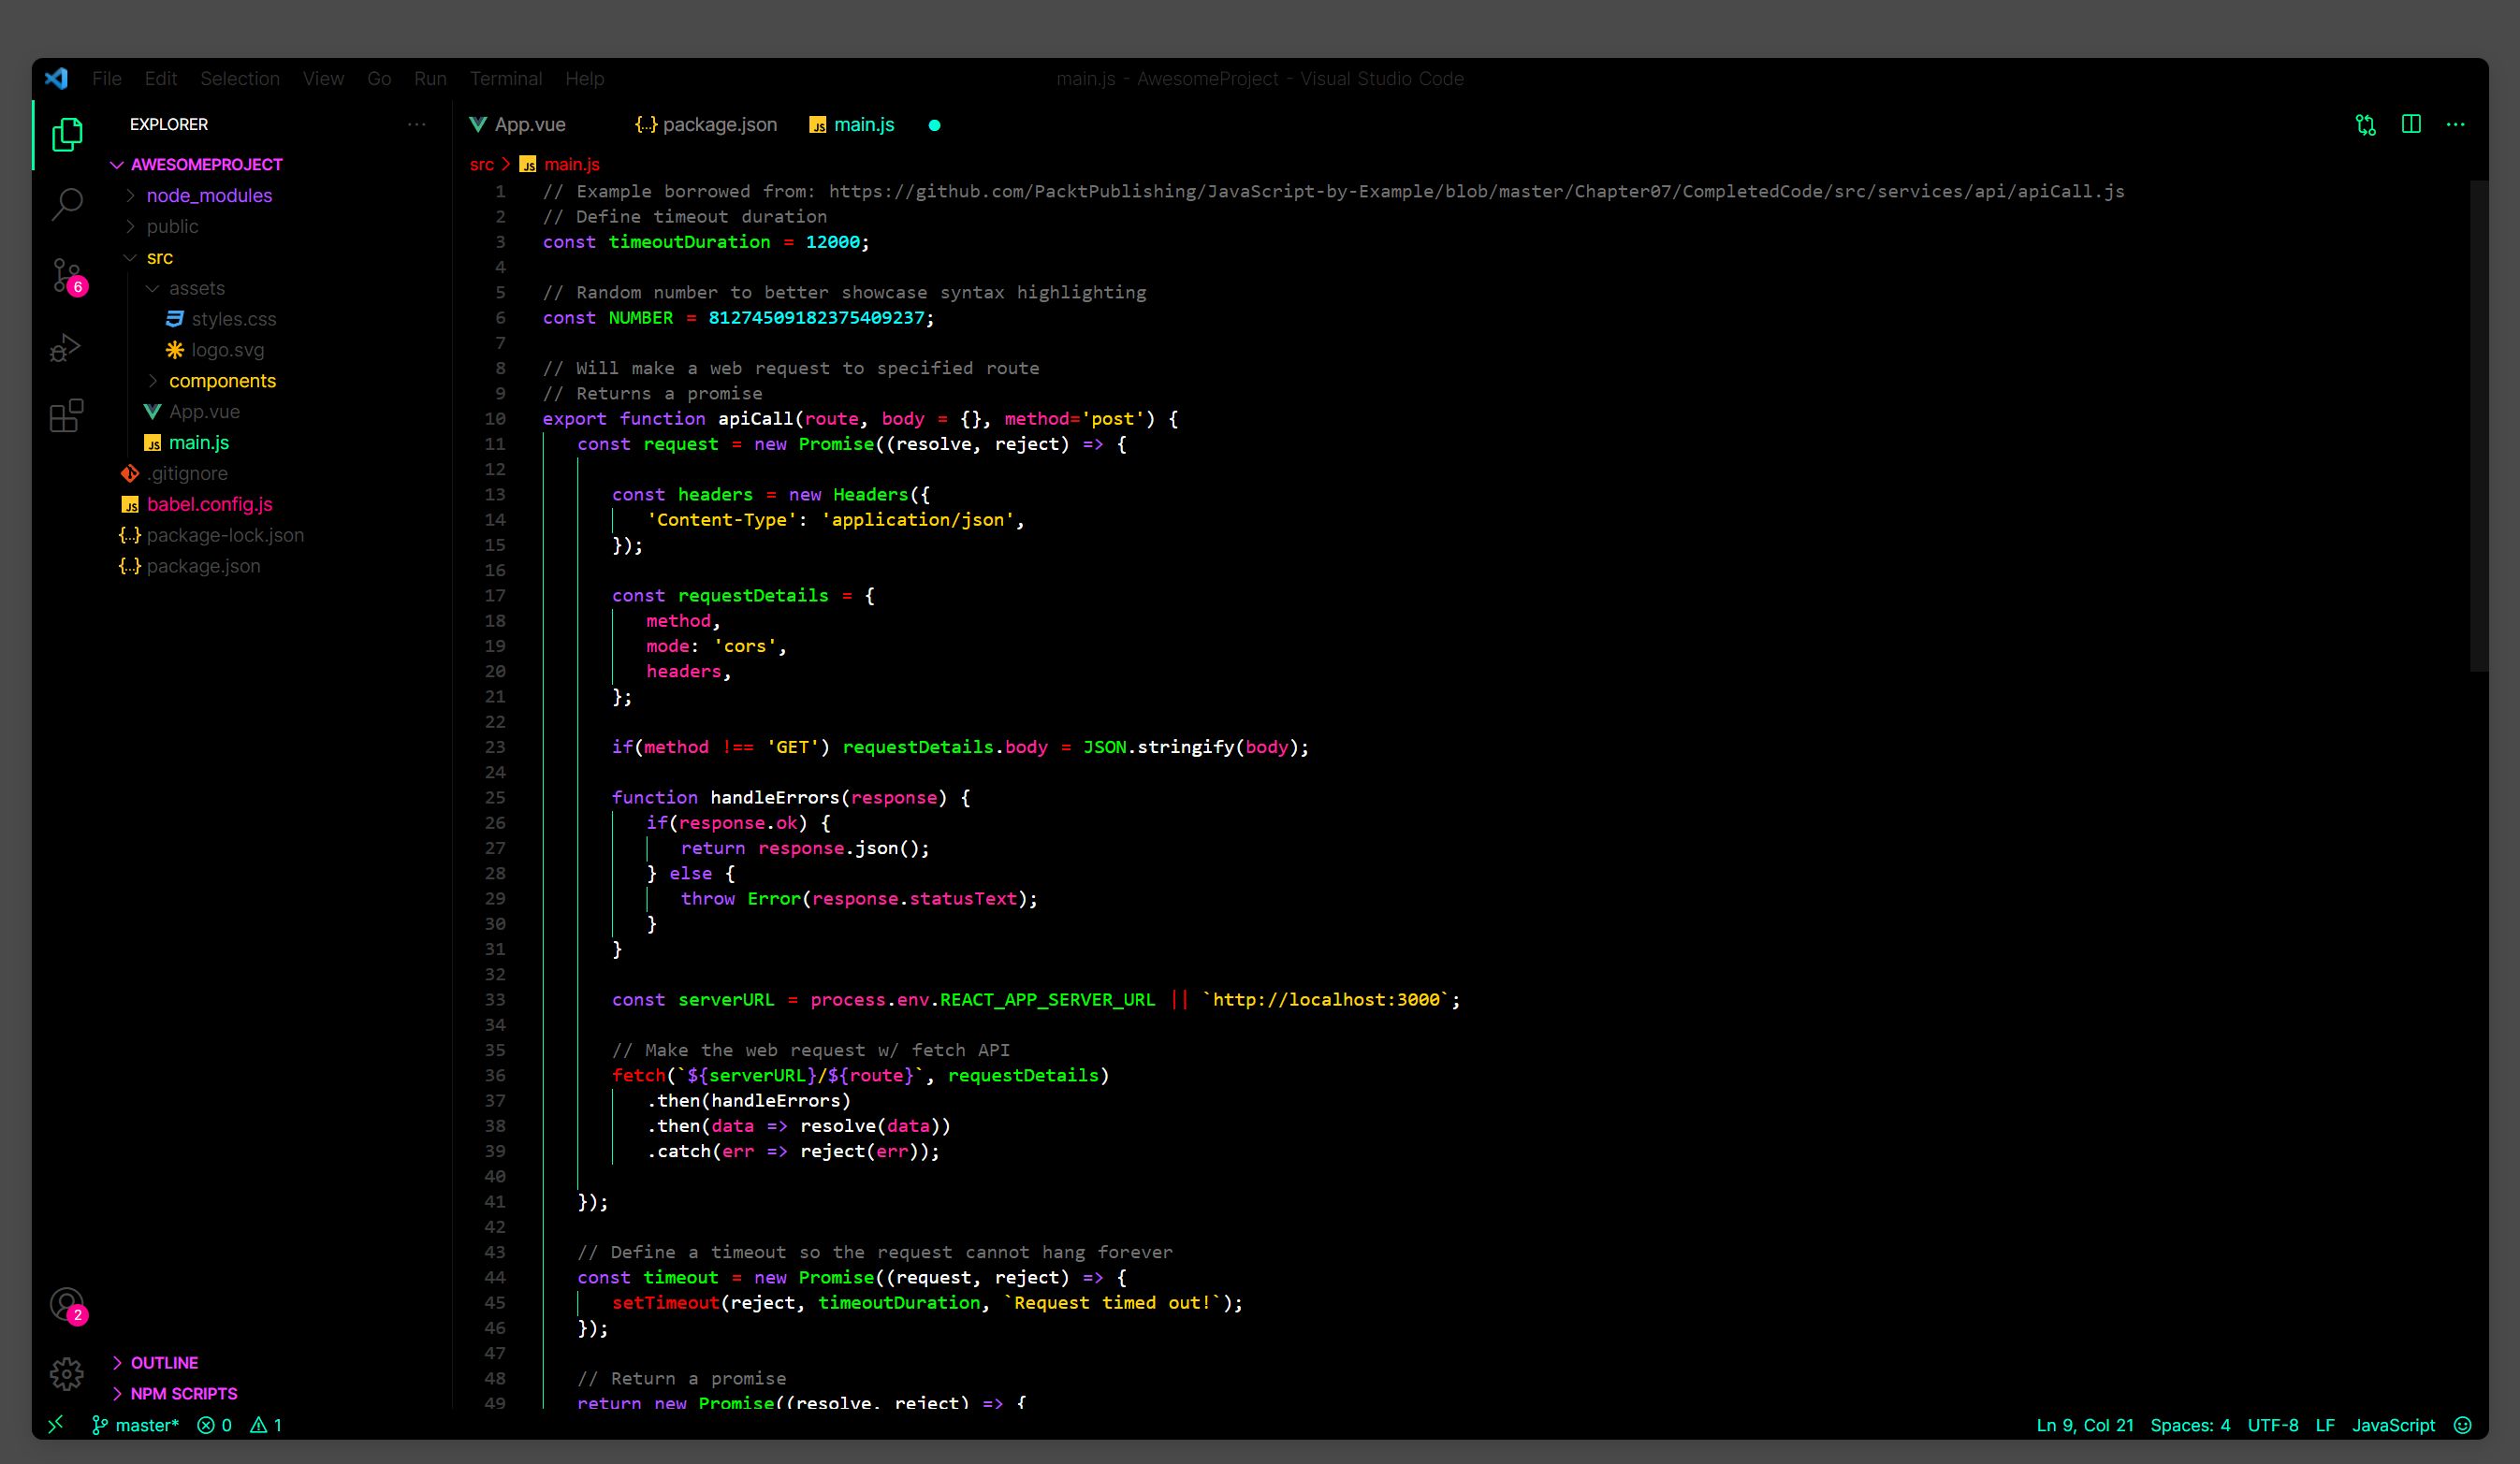 File Edit Selection View Go Run Terminal Help
main.js - AwesomeProject - Visual Studio Code
EXPLORER
AWESOMEPROJECT
node_modules
public
src
assets
styles.css
logo.svg
components
App.vue
JS main.js
.gitignore
JS babel.config.js
{..} package-lock.json
{..} package.json
6
2
OUTLINE
NPM SCRIPTS
App.vue {..} package.json JS main.js
src > JS main.js
1 // Example borrowed from: https://github.com/PacktPublishing/JavaScript-by-Example/blob/master/Chapter07/CompletedCode/src/services/api/apiCall.js
2 // Define timeout duration
3 const timeoutDuration = 12000;
4
5 // Random number to better showcase syntax highlighting
6 const NUMBER = 81274509182375409237;
7
8 // Will make a web request to specified route
9 // Returns a promise
10 export function apiCall(route, body = {}, method='post') {
11 const request = new Promise((resolve, reject) => {
12
13 const headers = new Headers({
14 'Content-Type': 'application/json',
15 });
16
17 const requestDetails = {
18 method,
19 mode: 'cors',
20 headers,
21 };
22
23 if(method !== 'GET') requestDetails.body = JSON.stringify(body);
24
25 function handleErrors(response) {
26 if(response.ok) {
27 return response.json();
28 } else {
29 throw Error(response.statusText);
30 }
31 }
32
33 const serverURL = process.env.REACT_APP_SERVER_URL || `http://localhost:3000`;
34
35 // Make the web request w/ fetch API
36 fetch(`${serverURL}/${route}`, requestDetails)
37 .then(handleErrors)
38 .then(data => resolve(data))
39 .catch(err => reject(err));
40
41 });
42
43 // Define a timeout so the request cannot hang forever
44 const timeout = new Promise((request, reject) => {
45 setTimeout(reject, timeoutDuration, `Request timed out!`);
46 });
47
48 // Return a promise
49 return new Promise((resolve, reject) => {
master* 0 1
Ln 9, Col 21 Spaces: 4 UTF-8 LF JavaScript